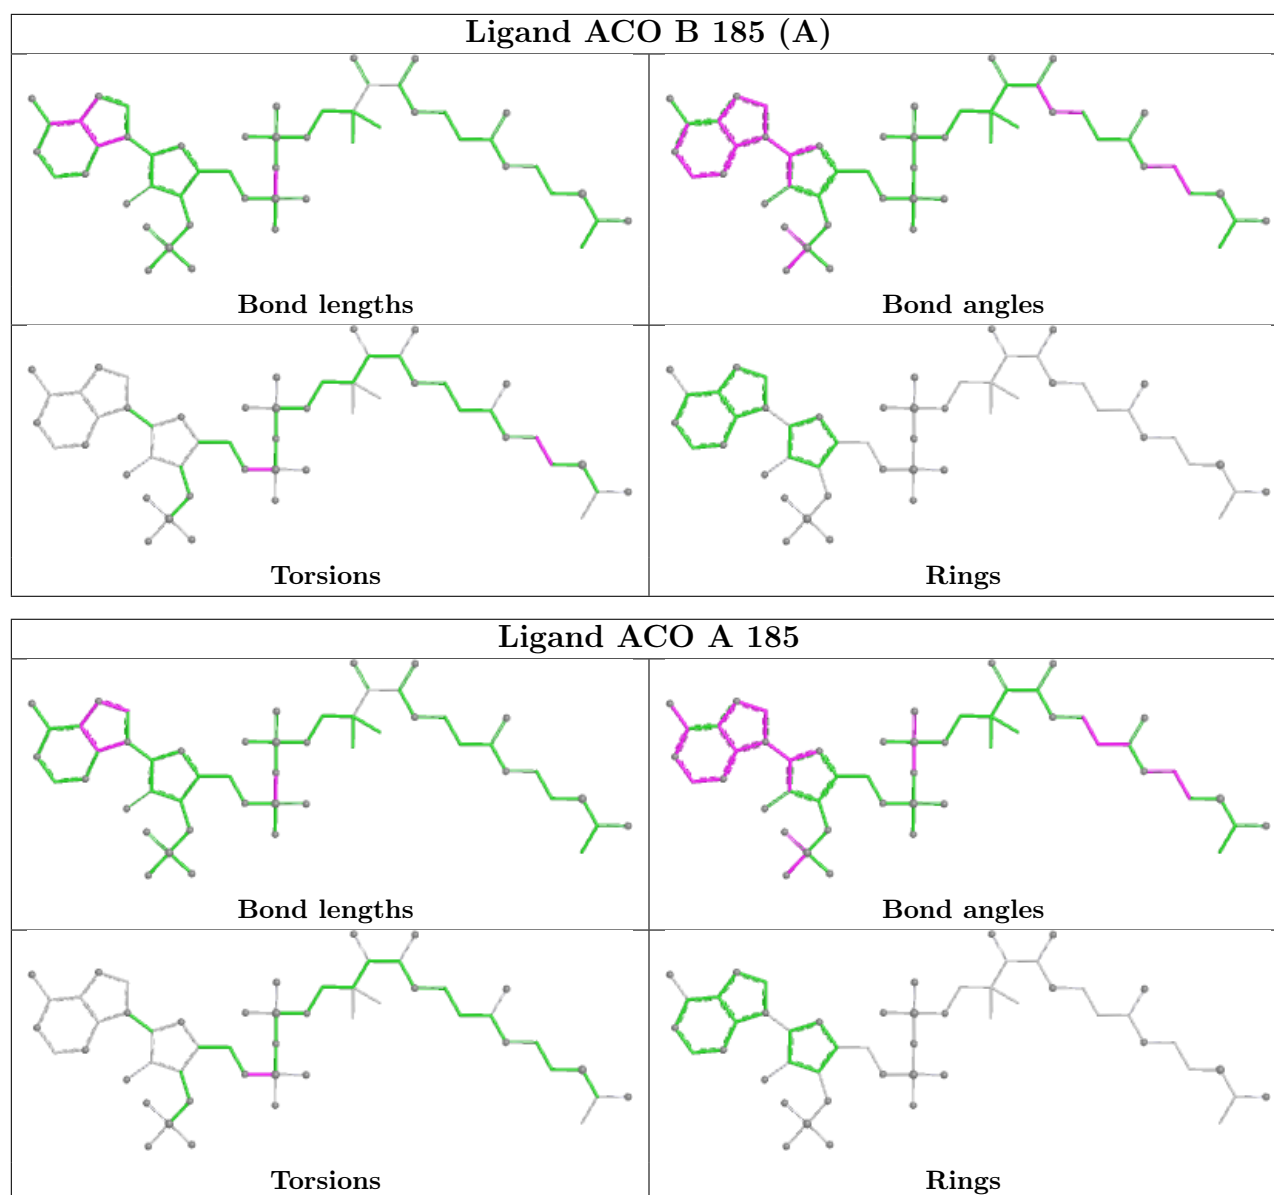 Ligand ACO B 185 (A)
Bond lengths
Bond angles
Torsions
Rings
Ligand ACO A 185
Bond lengths
Bond angles
Torsions
Rings